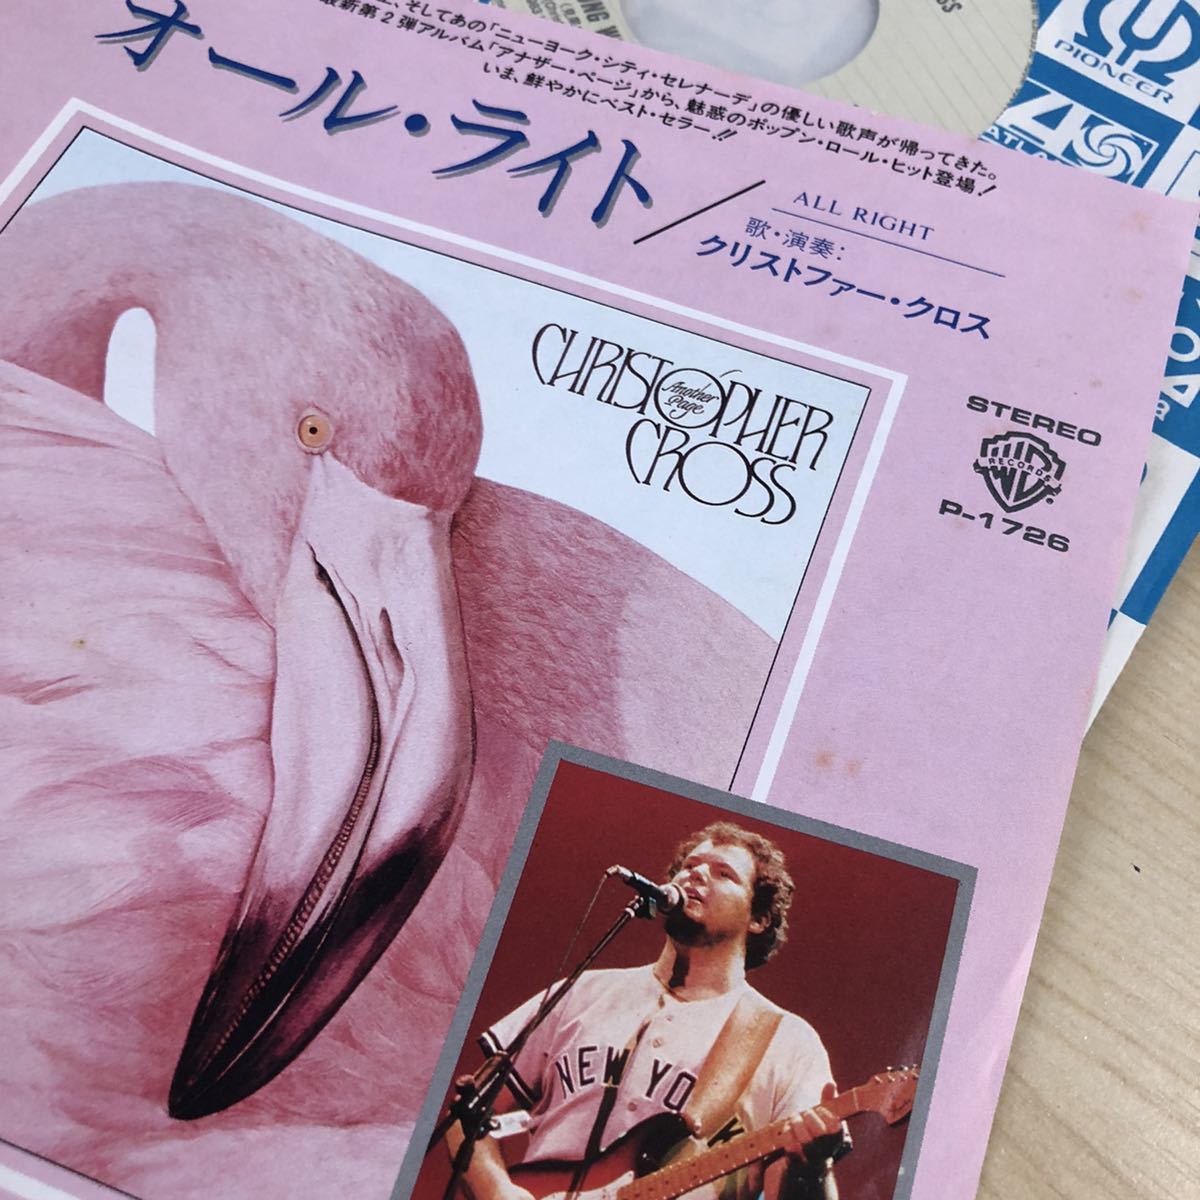 そしてあの「ニューヨーク・シティ・セレナーデ」の優しい歌声が帰ってきた。
最新第2弾アルバム「アナザー・ページ」から、魅惑のポップン・ロール・ヒット登場!
いま、鮮やかにベスト・セラー!!
オール・ライト
ALL RIGHT
歌・演奏:
クリストファー・クロス
CHRISTOPHER
Another
Page
CROSS
STEREO
RECORDS
P-1726
NEW YO
PIONEER